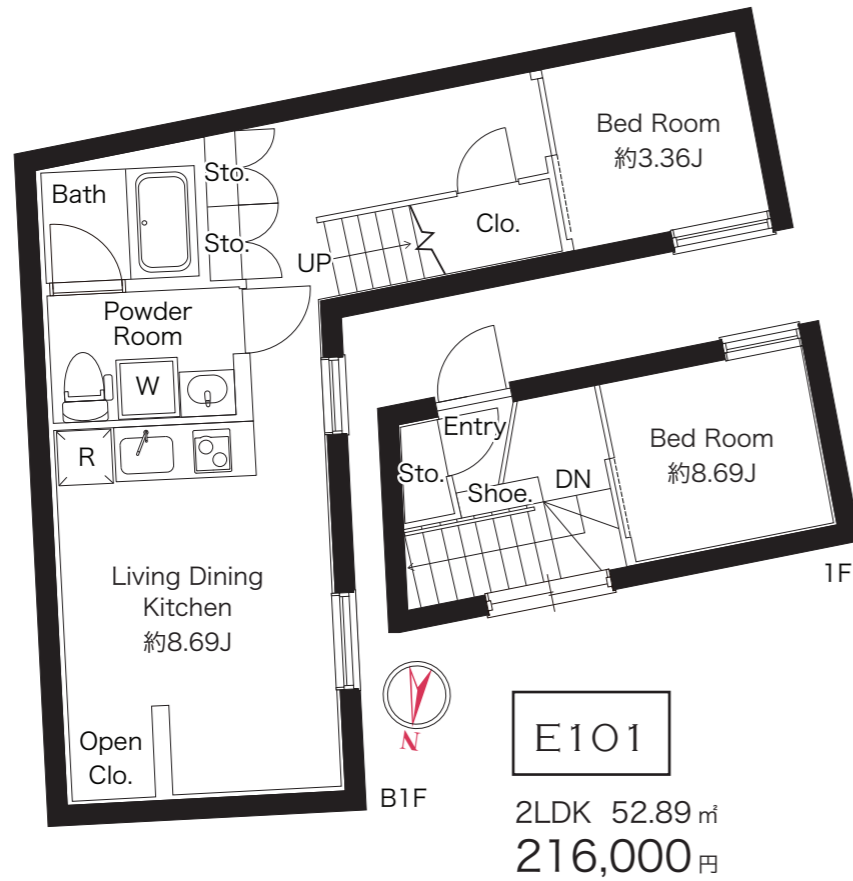 Bed Room
約3.36J
Bath
Sto.
Sto.
Clo.
UP
Powder
Room
W
R
Entry
Bed Room
約8.69J
Sto.
Shoe.
DN
Living Dining
Kitchen
約8.69J
1F
Open
Clo.
N
B1F
E101
2LDK 52.89㎡
216,000円